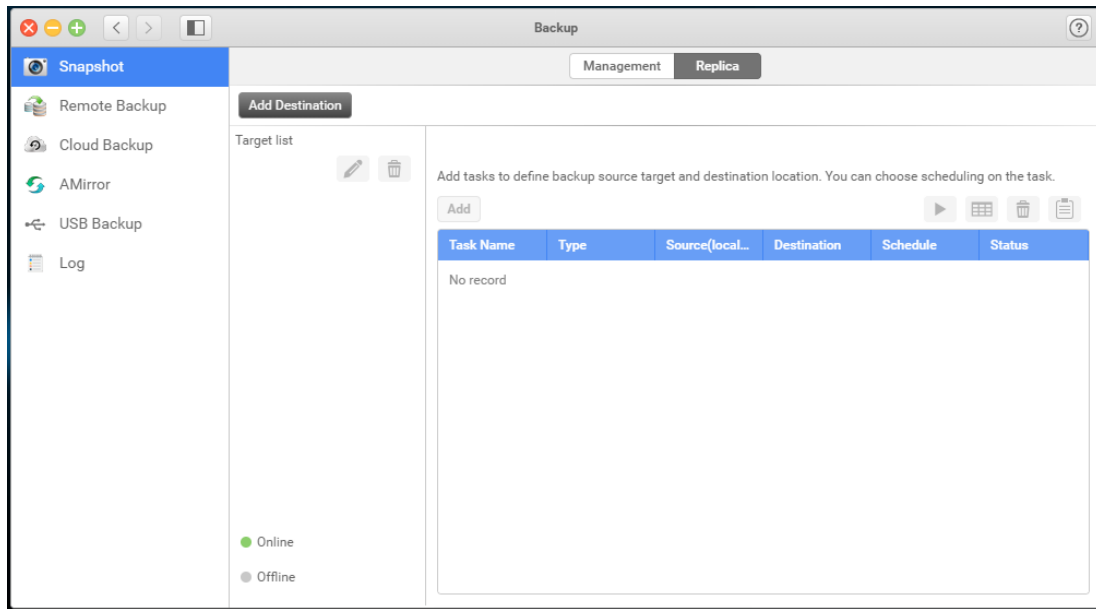 Backup
Snapshot
Remote Backup
Cloud Backup
AMirror
USB Backup
Log
Management Replica
Add Destination
Target list
Online
Offline
Add tasks to define backup source target and destination location. You can choose scheduling on the task.
Add
Task Name Type Source(local... Destination Schedule Status
No record